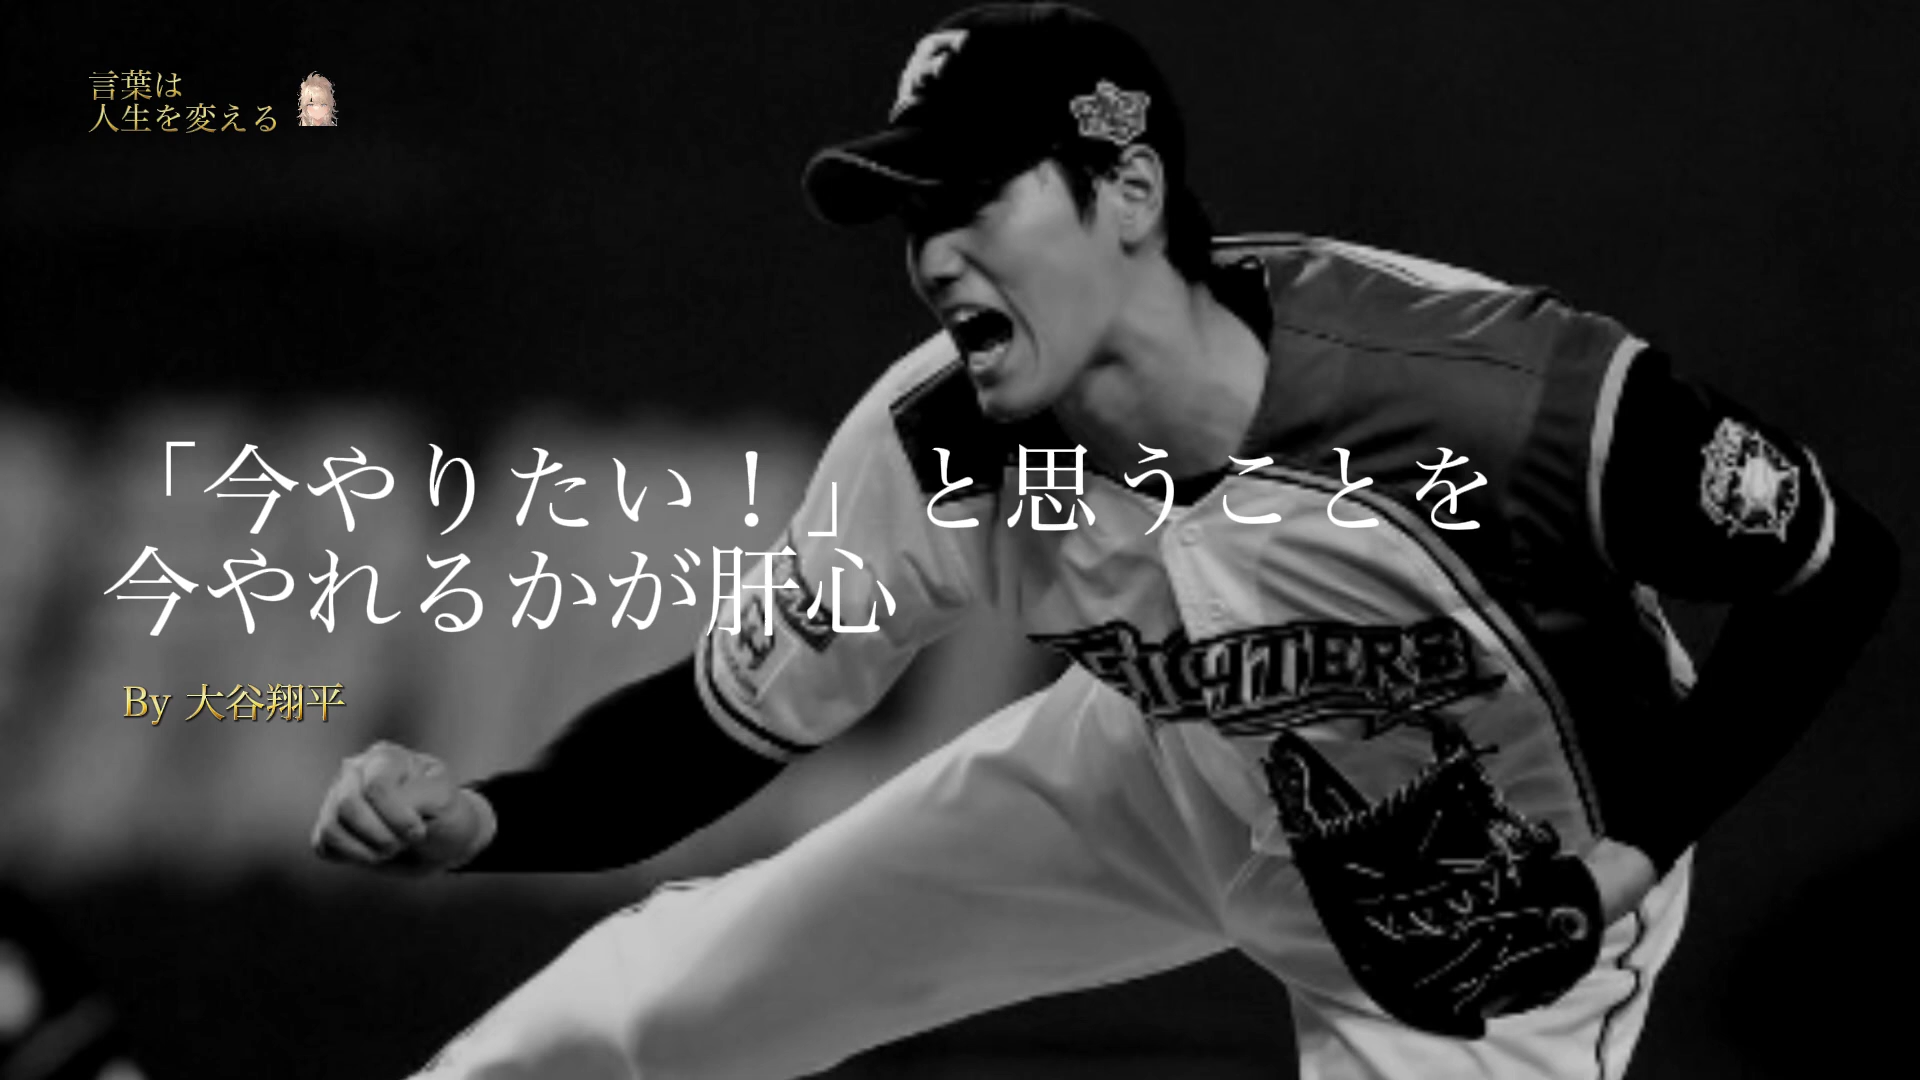 言葉は
人生を変える
「今やりたい！」と思うことを
今やれるかが肝心
By 大谷翔平
FIGHTERS